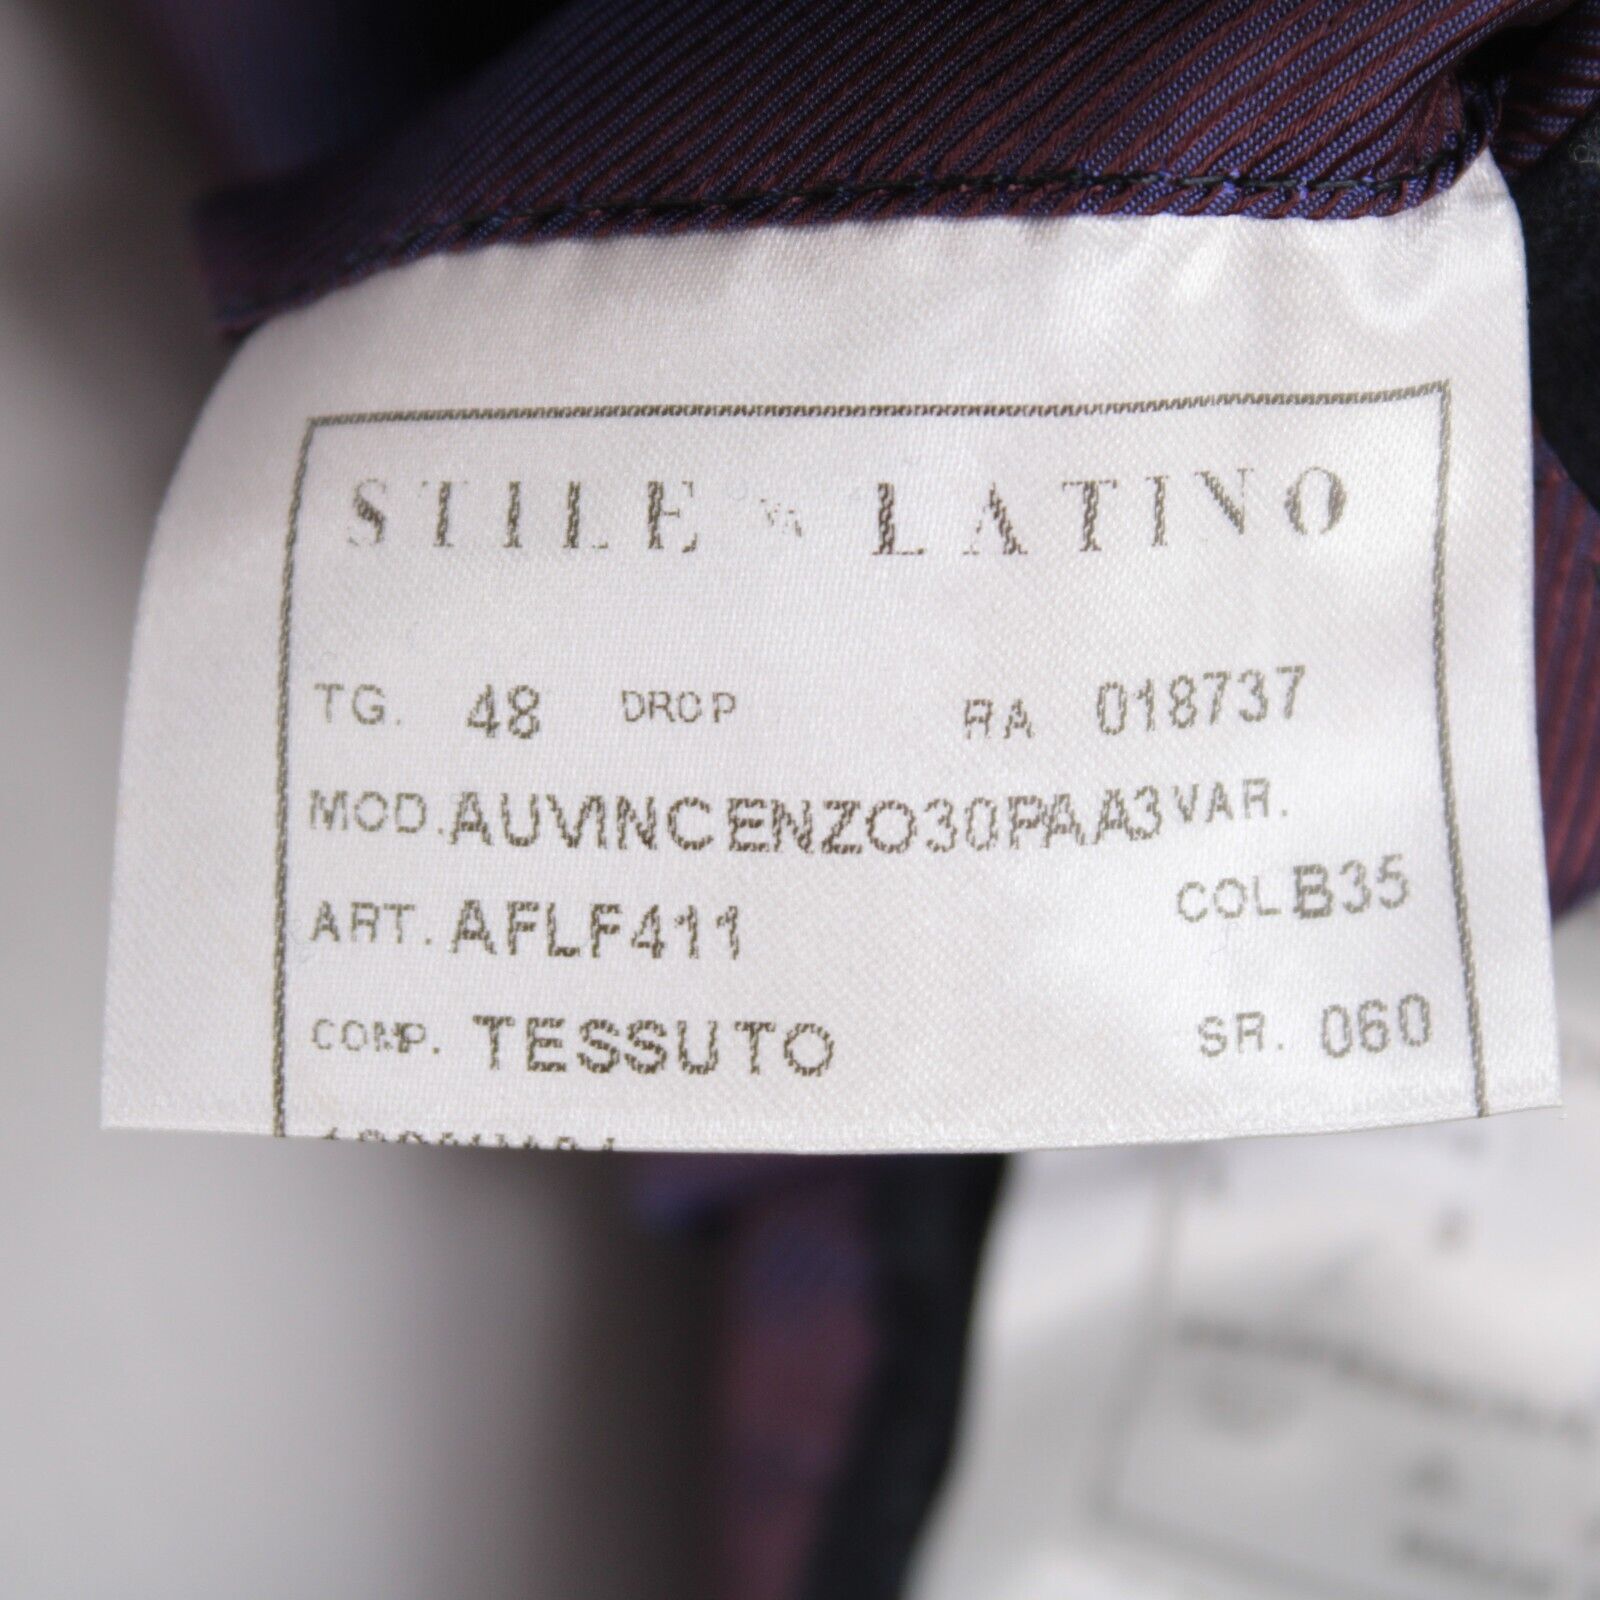 STILE LATINO
TG. 48 DROP RA 018737
MOD. AUVINCENZO30PAA3 VAR.
ART. AFLF411 COL B35
COMP. TESSUTO SR. 060